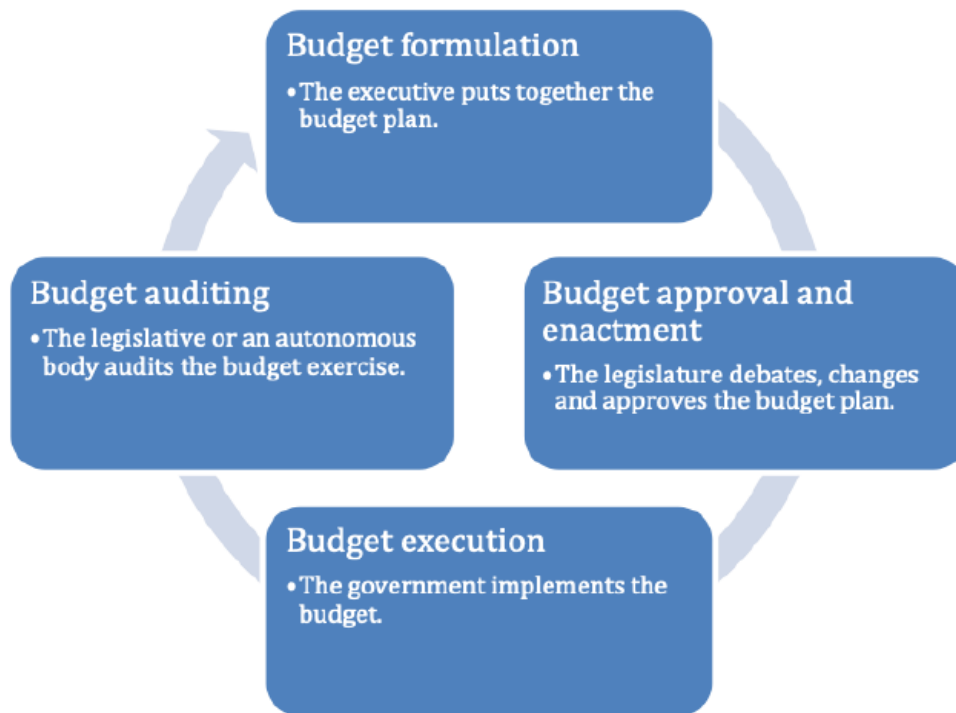 Budget formulation
•The executive puts together the
budget plan.
Budget approval and
enactment
•The legislature debates, changes
and approves the budget plan.
Budget execution
•The government implements the
budget.
Budget auditing
•The legislative or an autonomous
body audits the budget exercise.